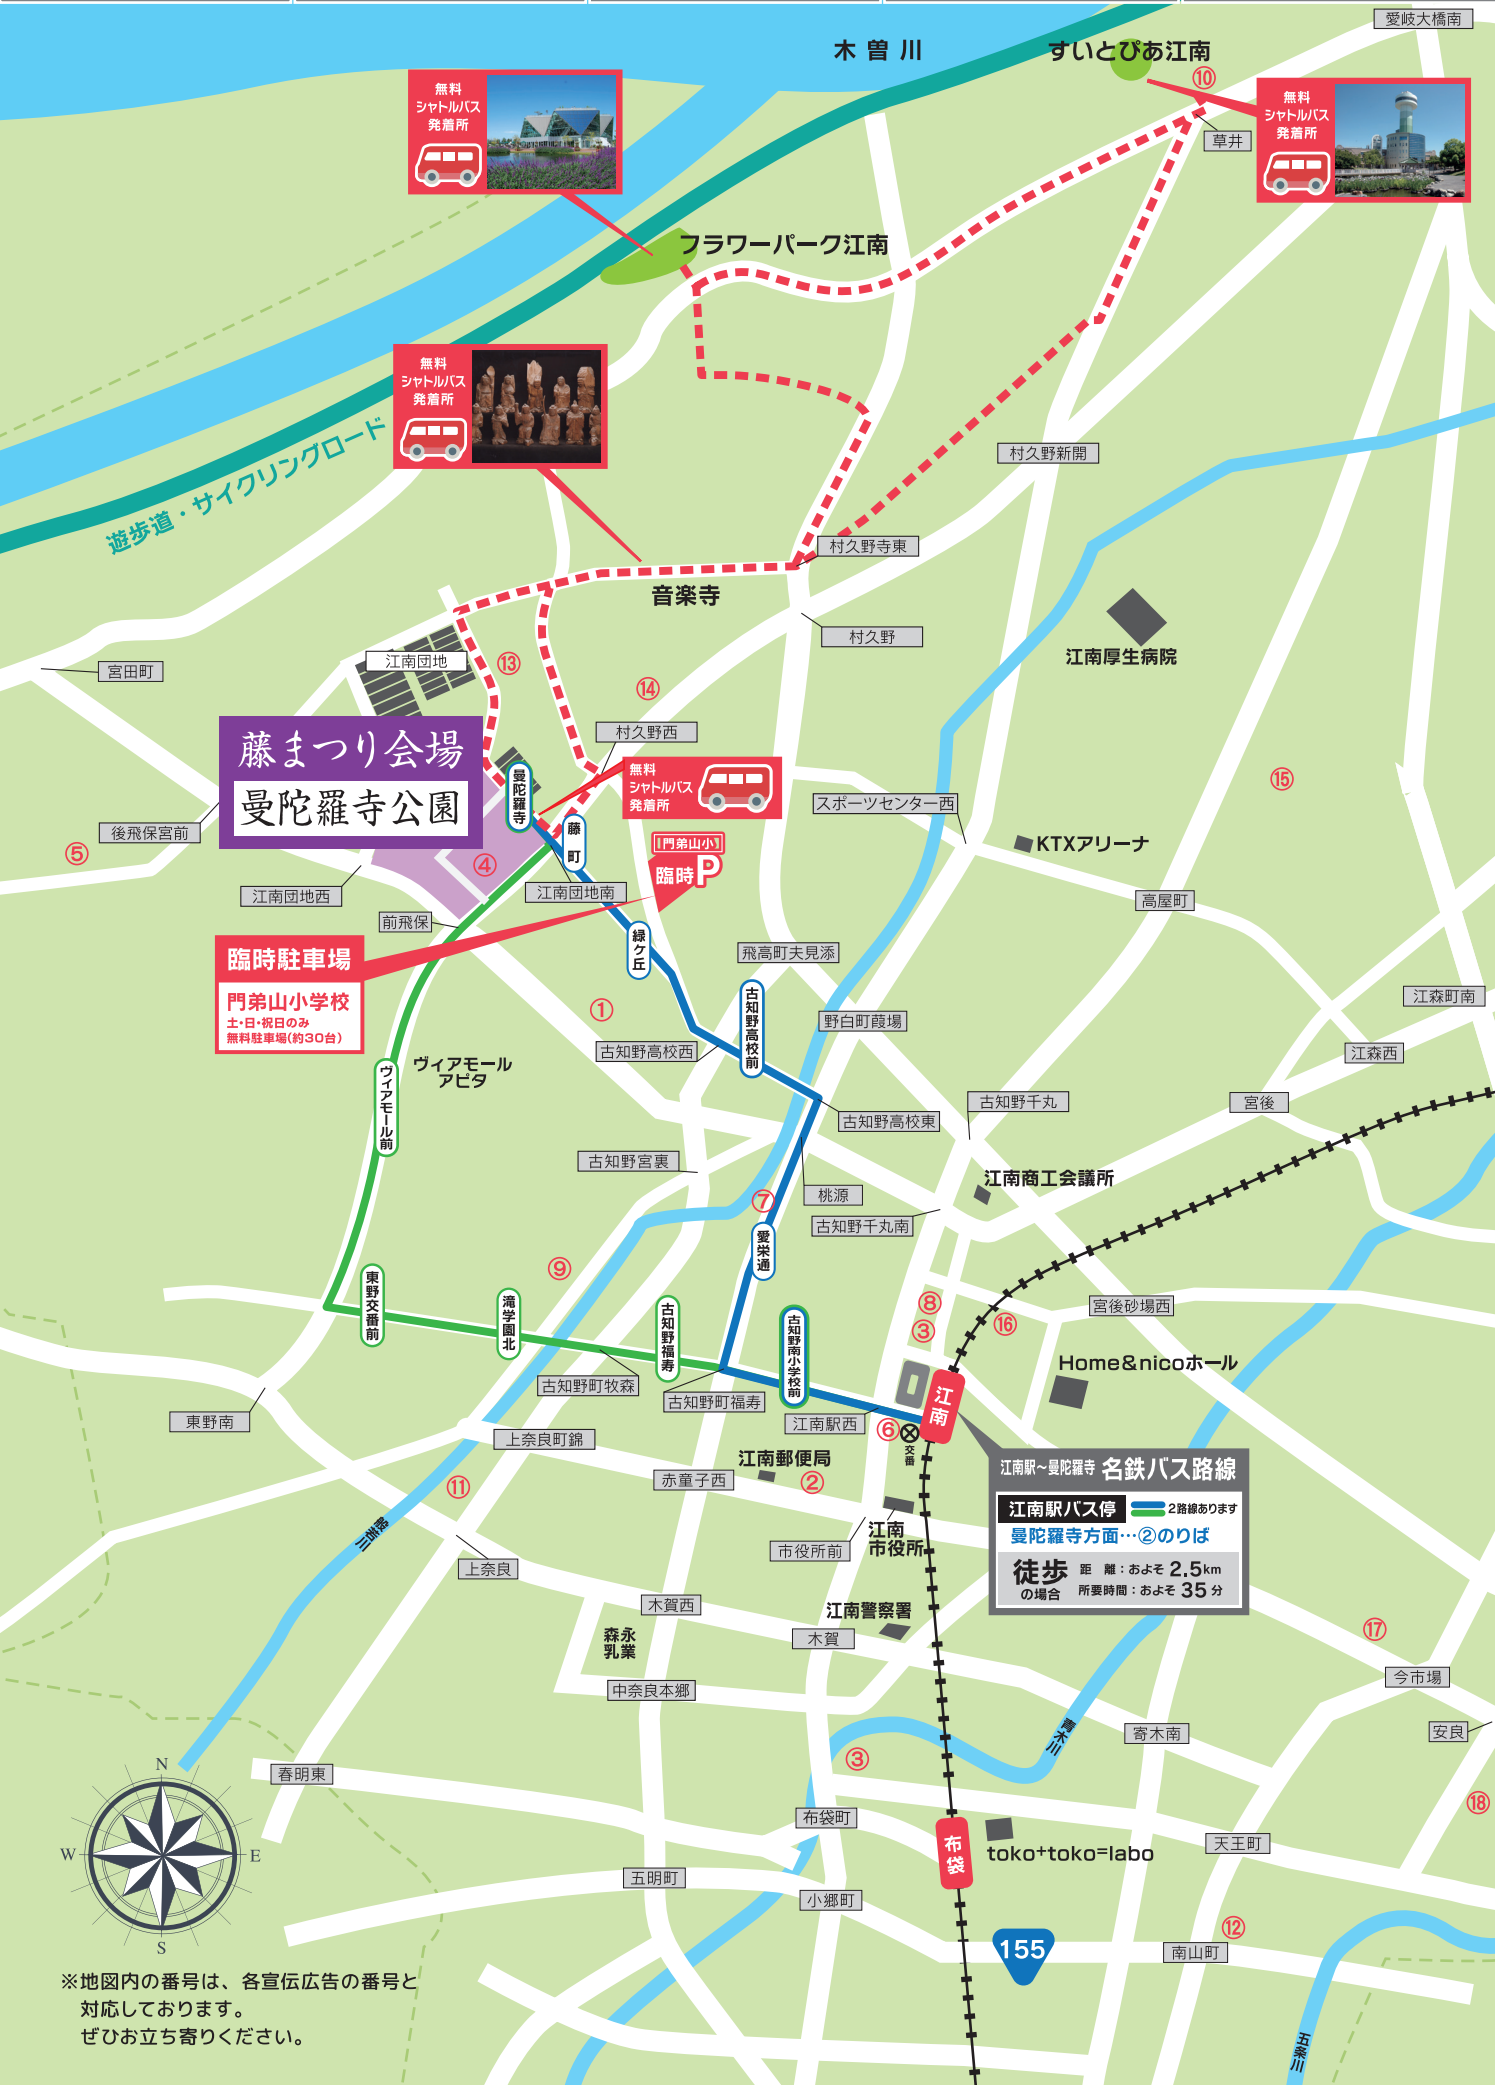 愛岐大橋南
木曽川
すいとぴあ江南
⑩
無料
シャトルバス
発着所
無料
シャトルバス
発着所
草井
フラワーパーク江南
無料
シャトルバス
発着所
遊歩道・サイクリングロード
村久野新開
村久野寺東
音楽寺
村久野
江南厚生病院
宮田町
江南団地
⑬
⑭
村久野西
藤まつり会場
曼陀羅寺公園
曼陀羅寺
無料
シャトルバス
発着所
⑮
スポーツセンター西
後飛保宮前
⑤
藤町
門弟山小
臨時P
KTXアリーナ
④
江南団地西
江南団地南
高屋町
前飛保
緑ケ丘
飛高町夫見添
臨時駐車場
門弟山小学校
土・日・祝日のみ
無料駐車場(約30台)
①
古知野高校前
江森町南
野白町葭場
古知野高校西
江森西
ヴィアモール
アピタ
ヴィアモール前
古知野千丸
宮後
古知野高校東
古知野宮裏
江南商工会議所
桃源
⑦
古知野千丸南
愛栄通
⑨
東野交番前
滝学園北
古知野福寿
古知野南小学校前
⑧
③
⑯
宮後砂場西
Home&nicoホール
古知野町牧森
古知野町福寿
江南
東野南
江南駅西
⑥
交番
上奈良町錦
江南郵便局
赤童子西
②
⑪
江南駅〜曼陀羅寺 名鉄バス路線
江南駅バス停 2路線あります
曼陀羅寺方面…②のりば
徒歩の場合
距 離:およそ2.5km
所要時間:およそ35分
般若川
江南
市役所
市役所前
上奈良
木賀西
江南警察署
木賀
森永
乳業
⑰
今市場
中奈良本郷
青木川
寄木南
安良
③
春明東
⑱
布袋町
布袋
toko+toko=labo
天王町
N
W
E
S
五明町
小郷町
155
⑫
南山町
五条川
※地図内の番号は、各宣伝広告の番号と
対応しております。
ぜひお立ち寄りください。